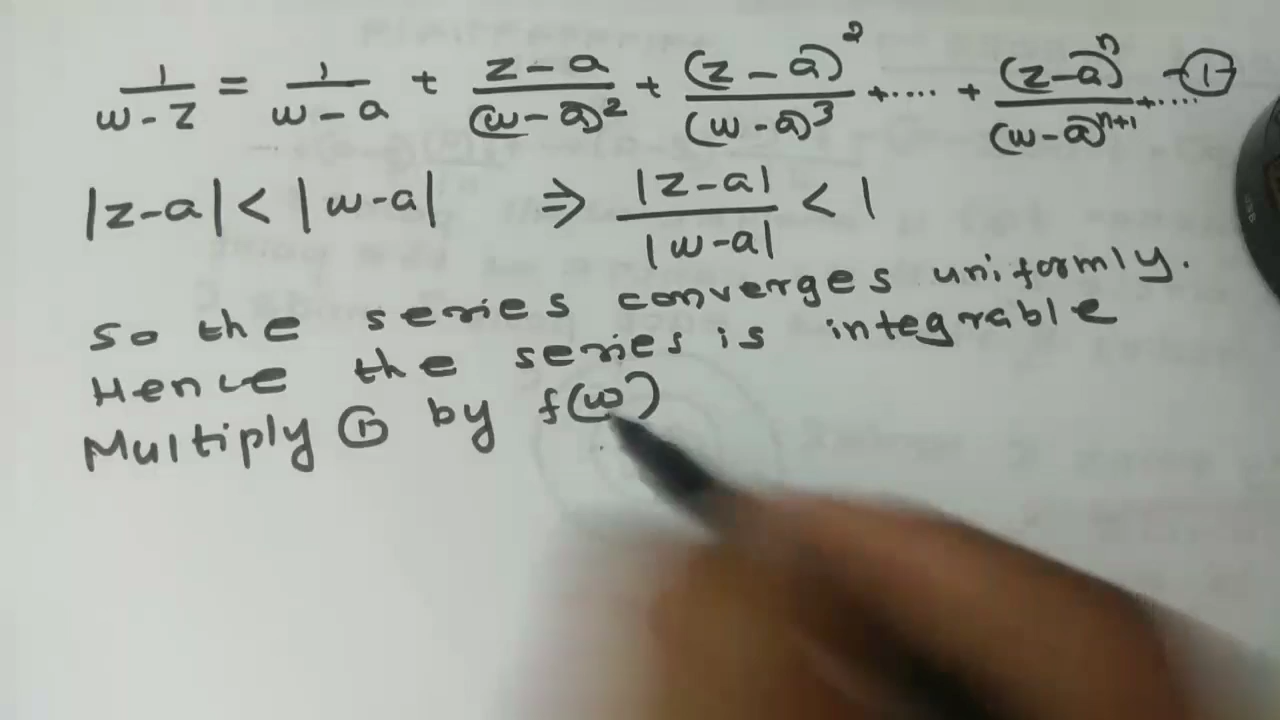 1/(w-z) = 1/(w-a) + (z-a)/(w-a)² + (z-a)²/(w-a)³ + .... + (z-a)ⁿ/(w-a)ⁿ⁺¹ + .... -①
|z-a| < |w-a| ⇒ |z-a|/|w-a| < 1
So the series converges uniformly.
Hence the series is integrable
Multiply ① by f(w)